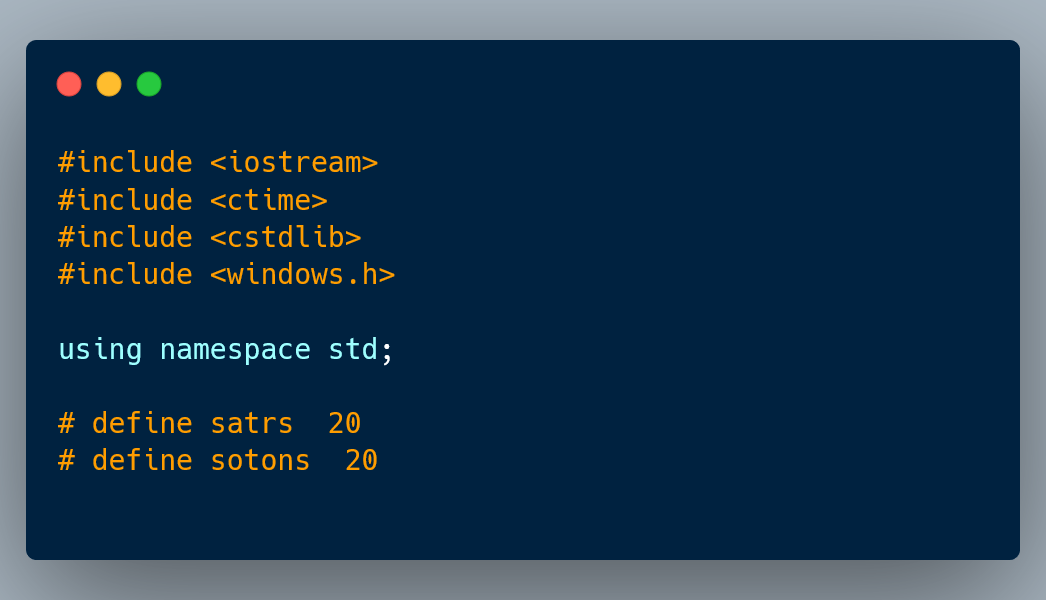 #include <iostream>
#include <ctime>
#include <cstdlib>
#include <windows.h>
using namespace std;
# define satrs  20
# define sotons  20